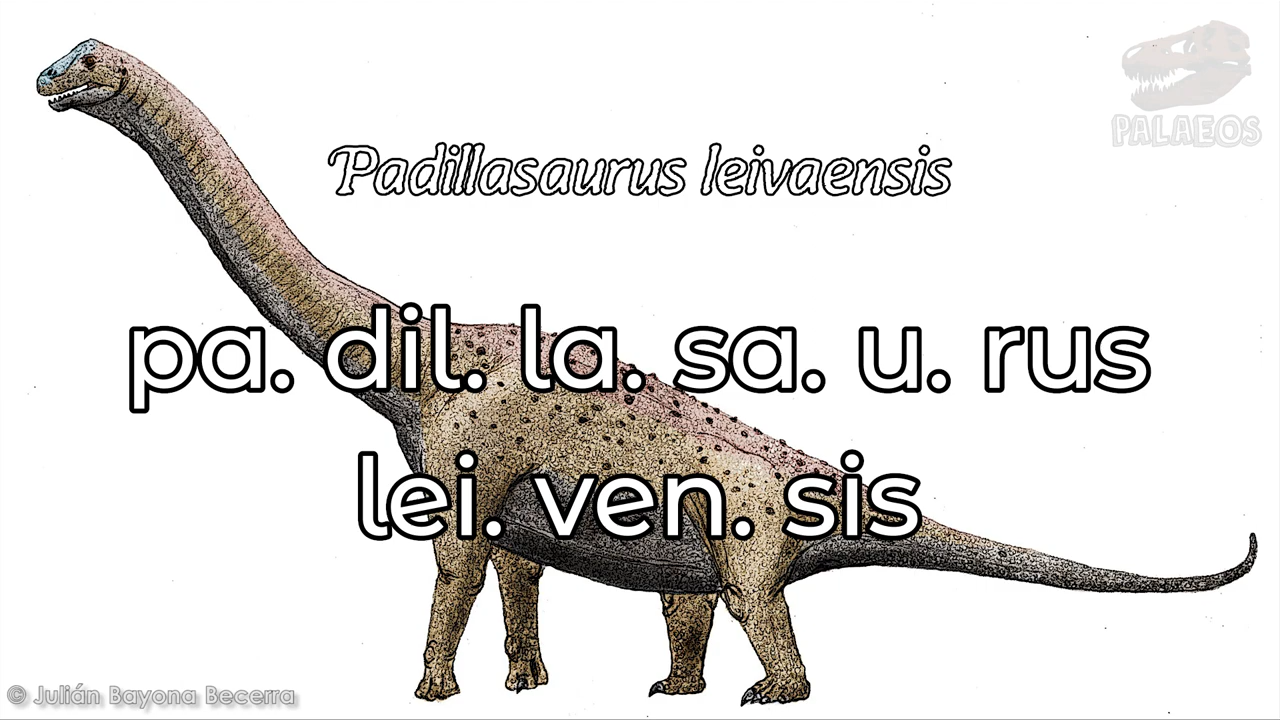 PALAEOS
Padillasaurus leivaensis
pa. dil. la. sa. u. rus
lei. ven. sis
© Julián Bayona Becerra